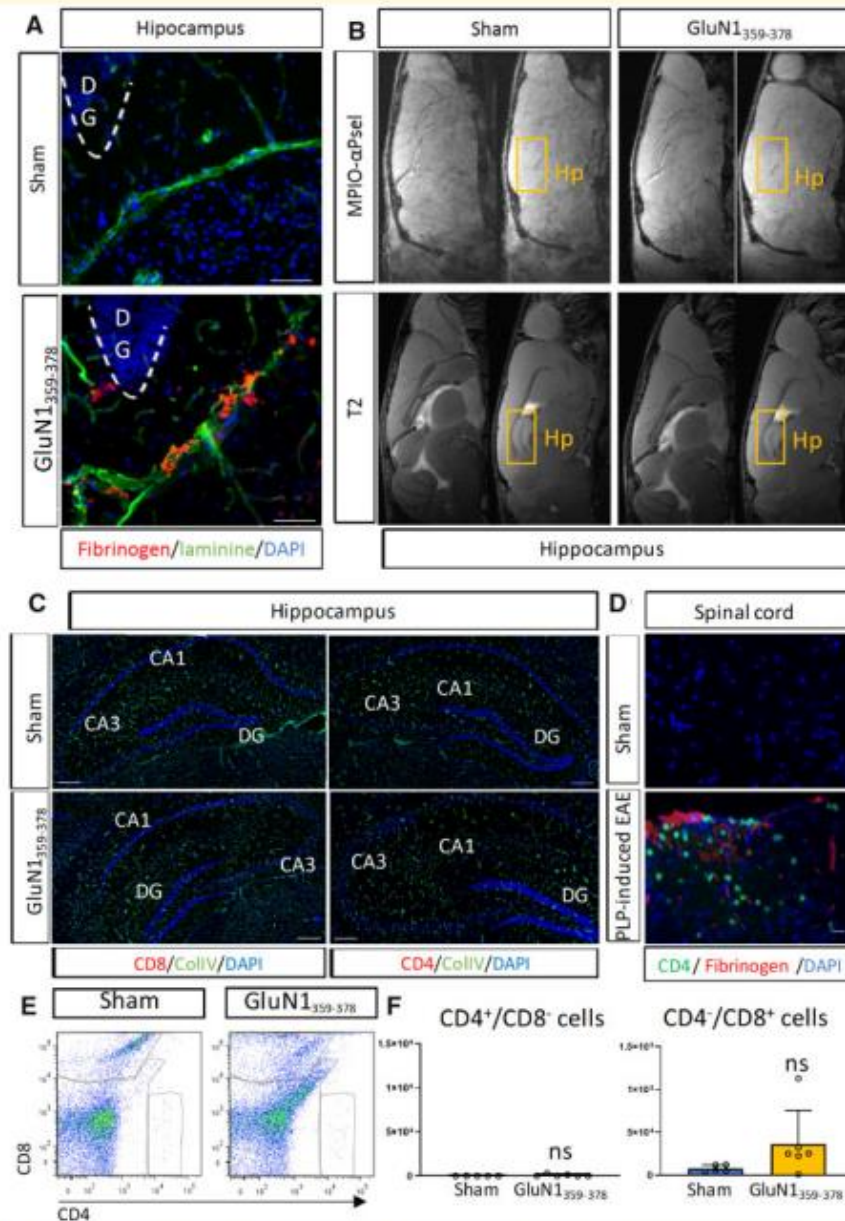 A
Hipocampus
Sham
D
G
GluN1359-378
D
G
Fibrinogen/laminine/DAPI
B
Sham
GluN1359-378
MPIO-αPsel
Hp
Hp
T2
Hp
Hp
Hippocampus
C
Hippocampus
Sham
CA1
CA3
DG
CA1
CA3
DG
GluN1359-378
CA1
CA3
DG
CA1
CA3
DG
CD8/ColIV/DAPI
CD4/ColIV/DAPI
D
Spinal cord
Sham
PLP-induced EAE
CD4/ Fibrinogen /DAPI
E
Sham
GluN1359-378
CD8
CD4
F
CD4+/CD8- cells
ns
Sham
GluN1359-378
CD4-/CD8+ cells
ns
Sham
GluN1359-378